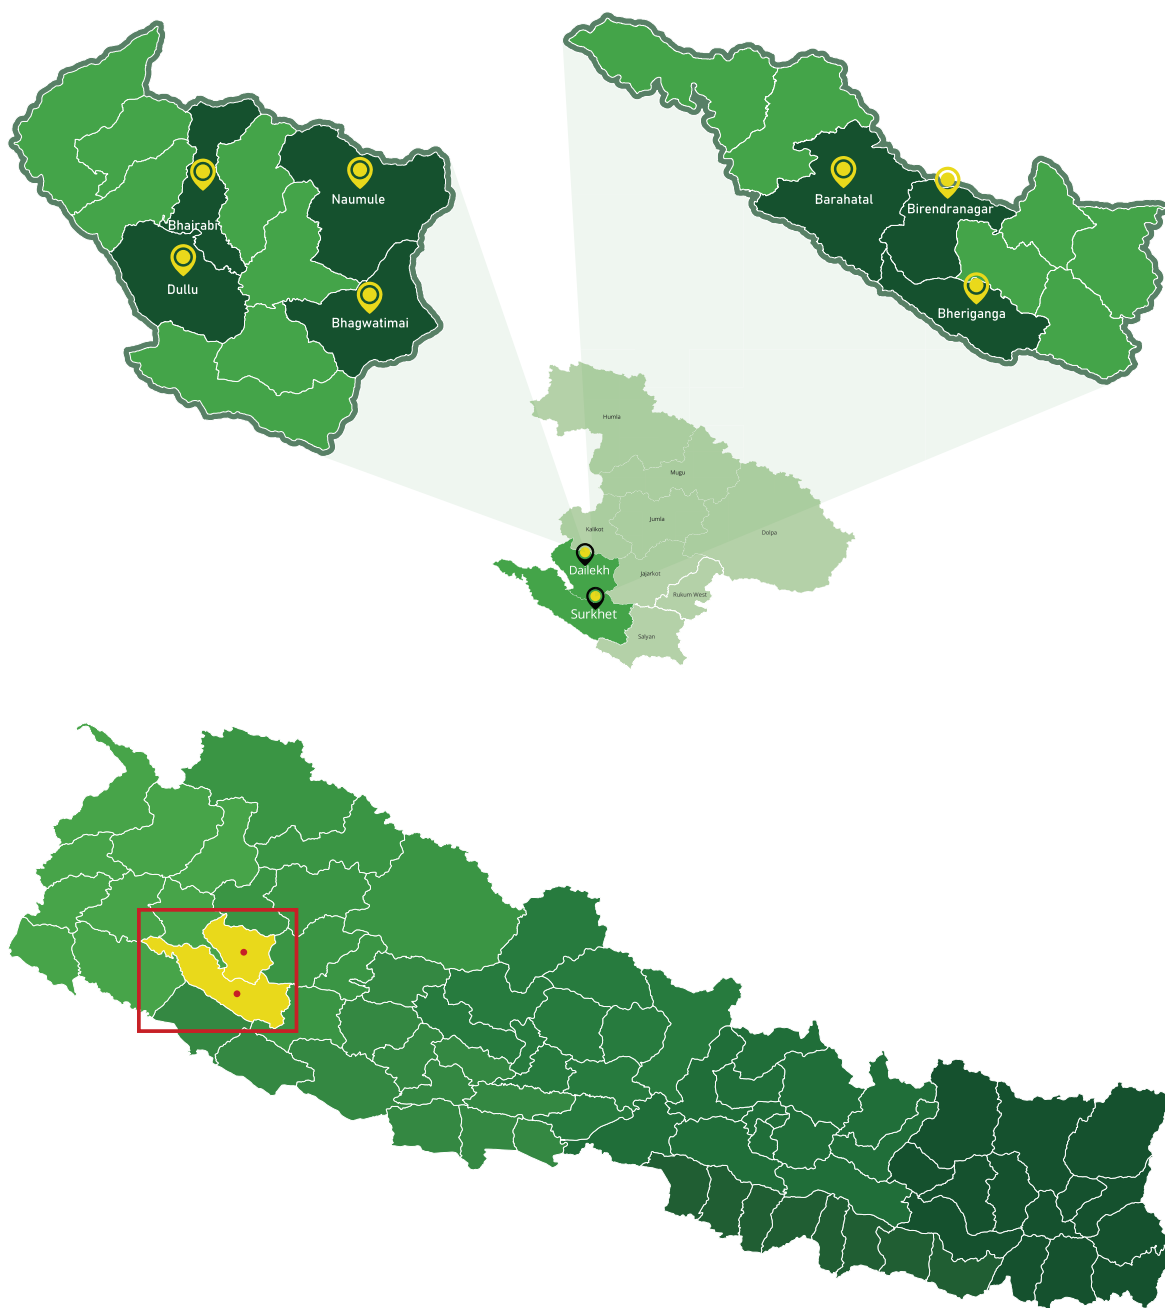 Naumule
Bhairabi
Dullu
Bhagwatimai
Barahatal
Birendranagar
Bheriganga
Humla
Mugu
Jumla
Kalikot
Dolpa
Dailekh
Jajarkot
Rukum West
Surkhet
Salyan